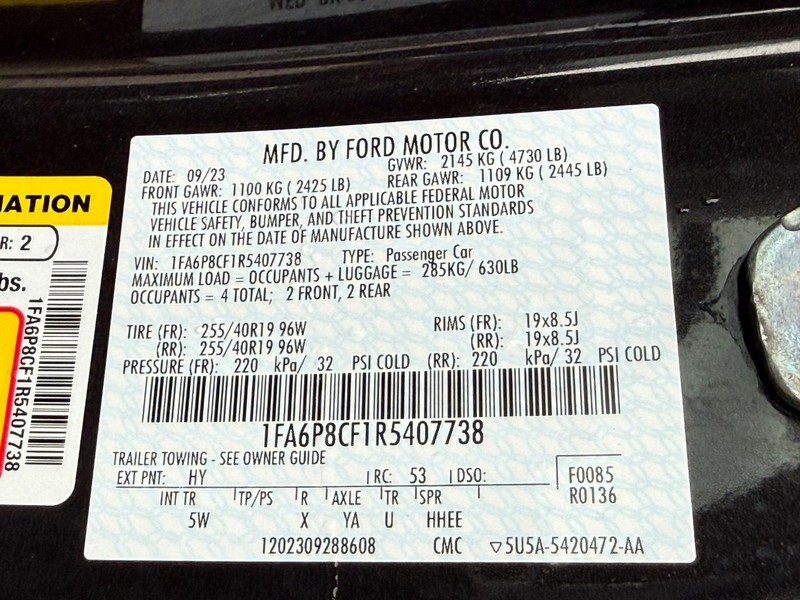 MFD. BY FORD MOTOR CO.
DATE: 09/23 GVWR: 2145 KG ( 4730 LB)
FRONT GAWR: 1100 KG ( 2425 LB) REAR GAWR: 1109 KG ( 2445 LB)
THIS VEHICLE CONFORMS TO ALL APPLICABLE FEDERAL MOTOR
VEHICLE SAFETY, BUMPER, AND THEFT PREVENTION STANDARDS
IN EFFECT ON THE DATE OF MANUFACTURE SHOWN ABOVE.
VIN: 1FA6P8CF1R5407738 TYPE: Passenger Car
MAXIMUM LOAD = OCCUPANTS + LUGGAGE = 285KG/ 630LB
OCCUPANTS = 4 TOTAL; 2 FRONT, 2 REAR
TIRE (FR): 255/40R19 96W RIMS (FR): 19x8.5J
(RR): 255/40R19 96W (RR): 19x8.5J
PRESSURE (FR): 220 kPa/ 32 PSI COLD (RR): 220 kPa/ 32 PSI COLD
1FA6P8CF1R5407738
TRAILER TOWING - SEE OWNER GUIDE
EXT PNT: HY RC: 53 DSO: F0085
R0136
INT TR TP/PS R AXLE TR SPR
5W X YA U HHEE
1202309288608 CMC ▽5U5A-5420472-AA
MATION
R: 2
bs.
1FA6P8CF1R5407738